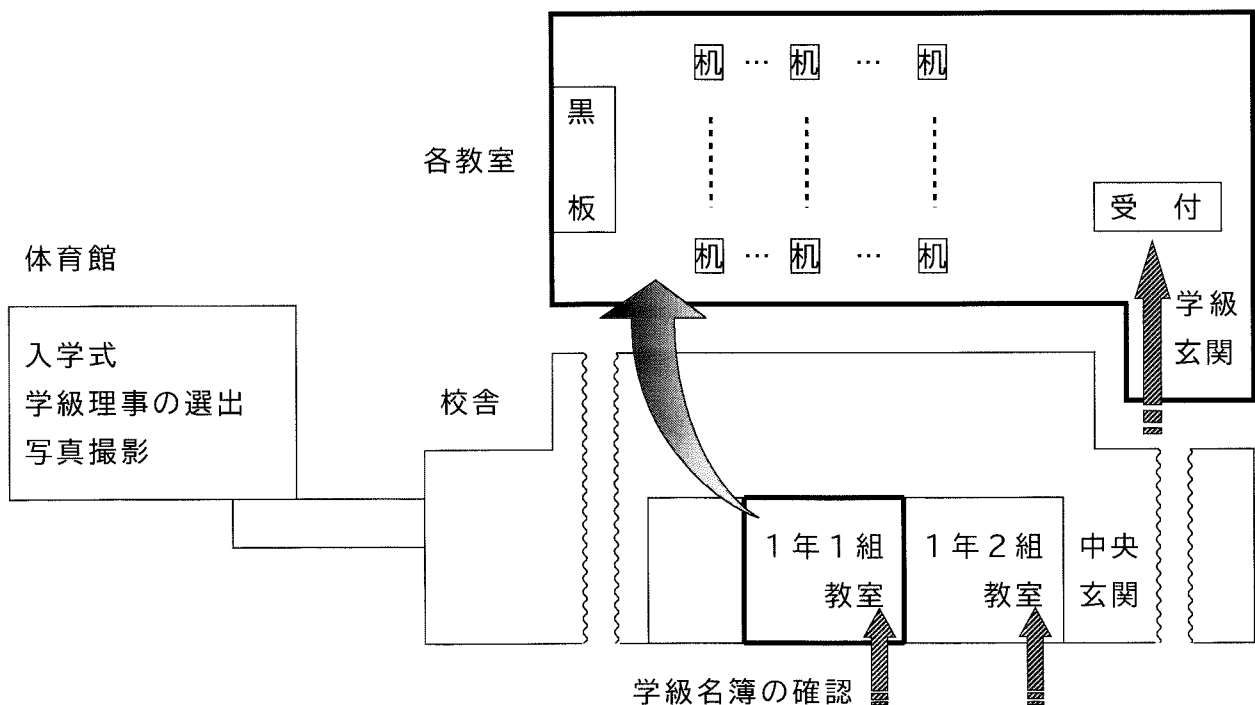 机 … 机 … 机
黒板
各教室
受 付
机 … 机 … 机
学級
玄関
体育館
入学式
学級理事の選出
写真撮影
校舎
1年1組
教室
1年2組
教室
中央
玄関
学級名簿の確認